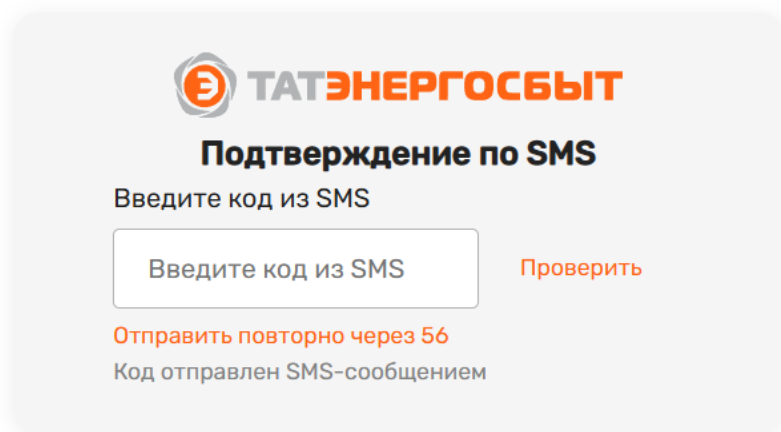 ТАТЭНЕРГОСБЫТ
Подтверждение по SMS
Введите код из SMS
Введите код из SMS
Проверить
Отправить повторно через 56
Код отправлен SMS-сообщением